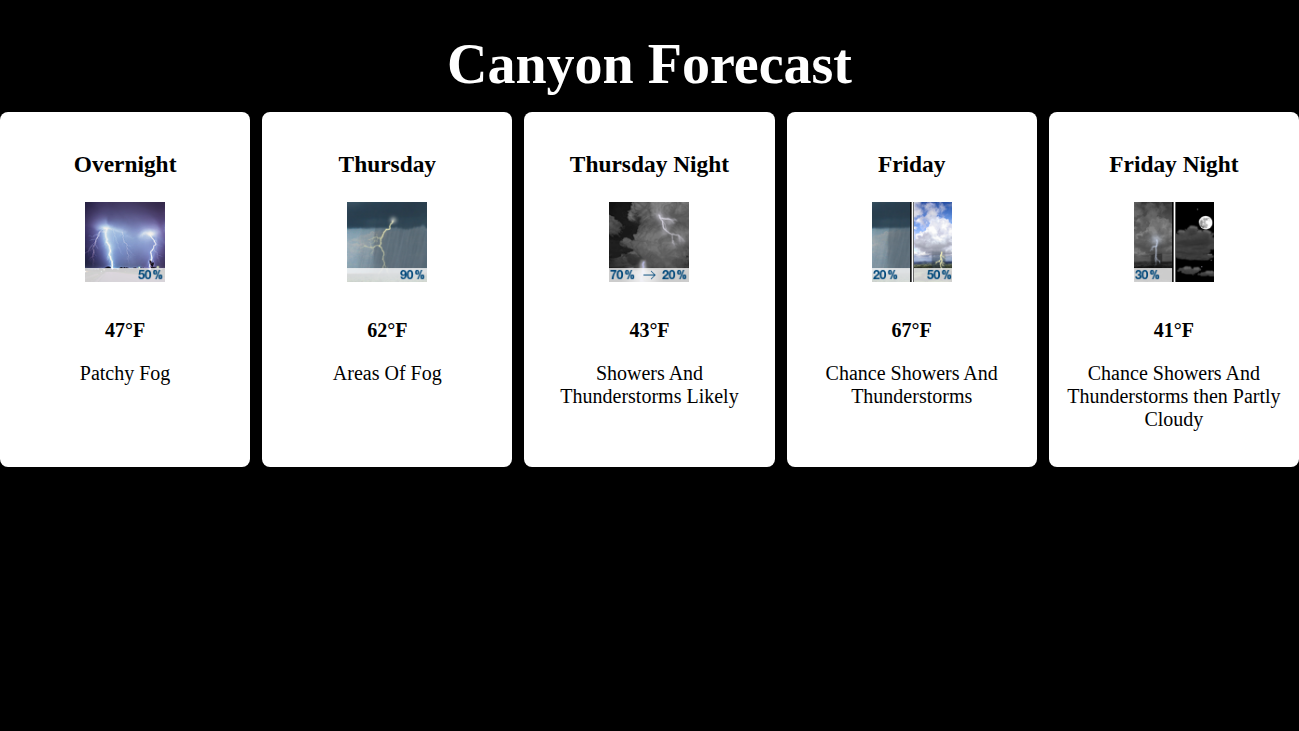 Canyon Forecast
Overnight
50%
47°F
Patchy Fog
Thursday
90%
62°F
Areas Of Fog
Thursday Night
70% → 20%
43°F
Showers And
Thunderstorms Likely
Friday
20% 50%
67°F
Chance Showers And
Thunderstorms
Friday Night
30%
41°F
Chance Showers And
Thunderstorms then Partly
Cloudy